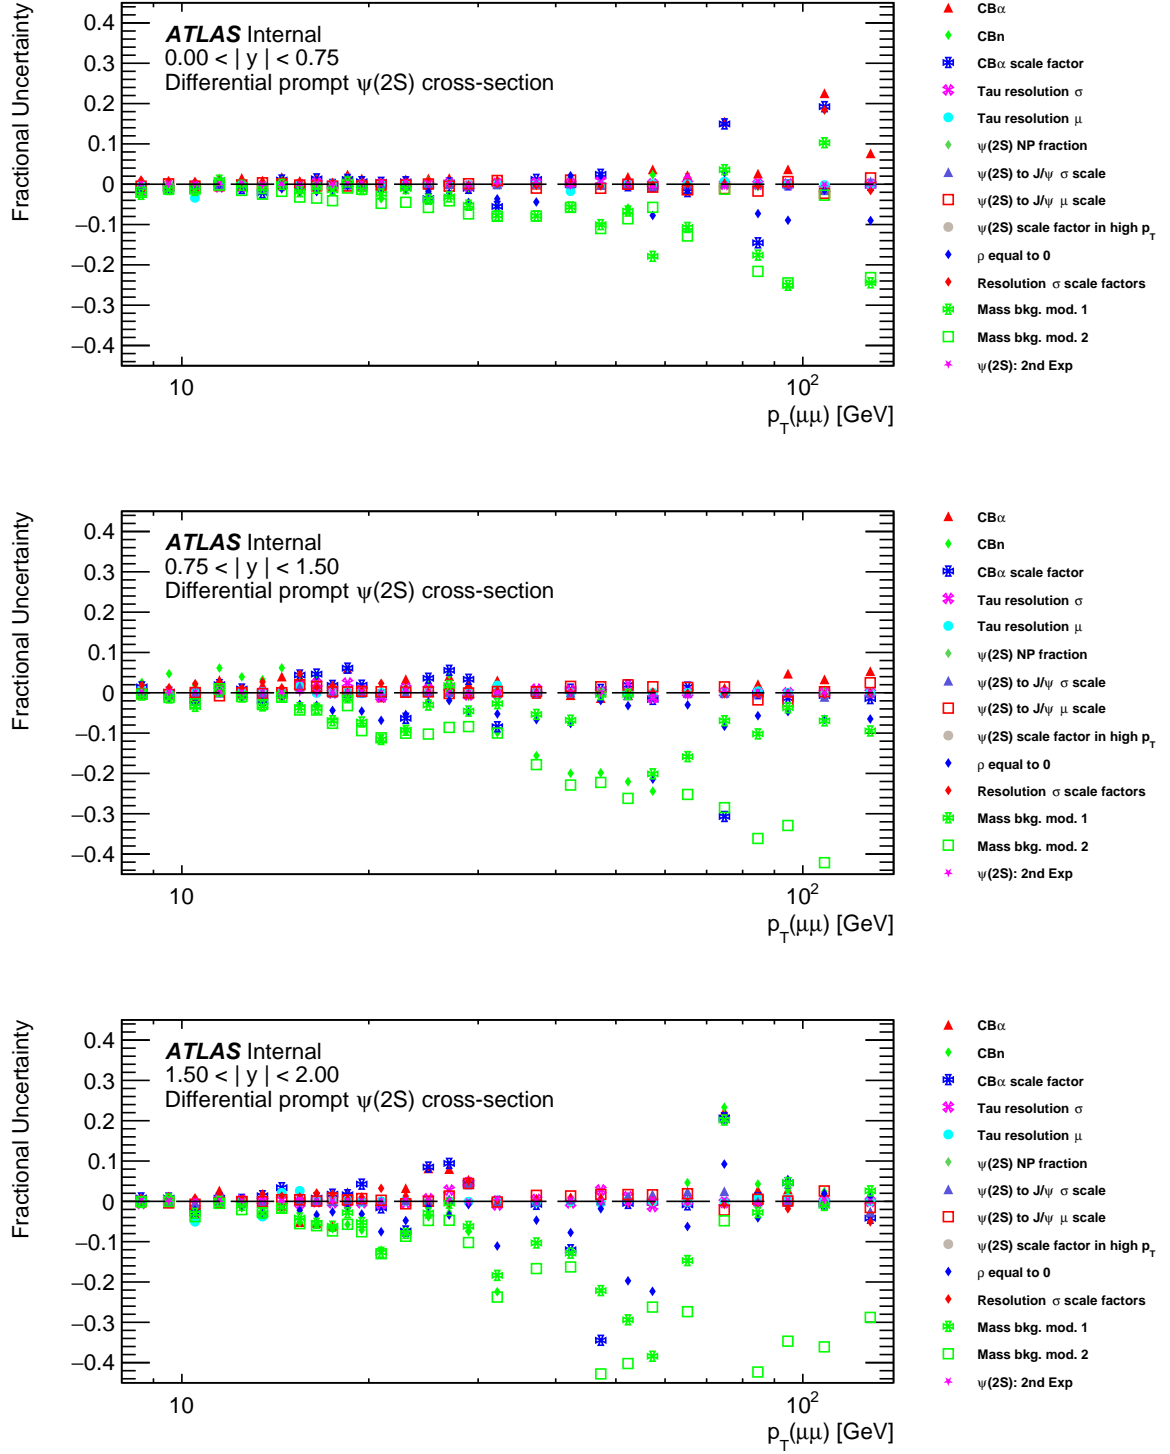 Fractional Uncertainty
0.4
0.3
0.2
0.1
0
−0.1
−0.2
−0.3
−0.4
ATLAS Internal
0.00 < | y | < 0.75
Differential prompt ψ(2S) cross-section
10
10²
p_T(μμ) [GeV]
CBα
CBn
CBα scale factor
Tau resolution σ
Tau resolution μ
ψ(2S) NP fraction
ψ(2S) to J/ψ σ scale
ψ(2S) to J/ψ μ scale
ψ(2S) scale factor in high p_T
ρ equal to 0
Resolution σ scale factors
Mass bkg. mod. 1
Mass bkg. mod. 2
ψ(2S): 2nd Exp
Fractional Uncertainty
0.4
0.3
0.2
0.1
0
−0.1
−0.2
−0.3
−0.4
ATLAS Internal
0.75 < | y | < 1.50
Differential prompt ψ(2S) cross-section
10
10²
p_T(μμ) [GeV]
CBα
CBn
CBα scale factor
Tau resolution σ
Tau resolution μ
ψ(2S) NP fraction
ψ(2S) to J/ψ σ scale
ψ(2S) to J/ψ μ scale
ψ(2S) scale factor in high p_T
ρ equal to 0
Resolution σ scale factors
Mass bkg. mod. 1
Mass bkg. mod. 2
ψ(2S): 2nd Exp
Fractional Uncertainty
0.4
0.3
0.2
0.1
0
−0.1
−0.2
−0.3
−0.4
ATLAS Internal
1.50 < | y | < 2.00
Differential prompt ψ(2S) cross-section
10
10²
p_T(μμ) [GeV]
CBα
CBn
CBα scale factor
Tau resolution σ
Tau resolution μ
ψ(2S) NP fraction
ψ(2S) to J/ψ σ scale
ψ(2S) to J/ψ μ scale
ψ(2S) scale factor in high p_T
ρ equal to 0
Resolution σ scale factors
Mass bkg. mod. 1
Mass bkg. mod. 2
ψ(2S): 2nd Exp